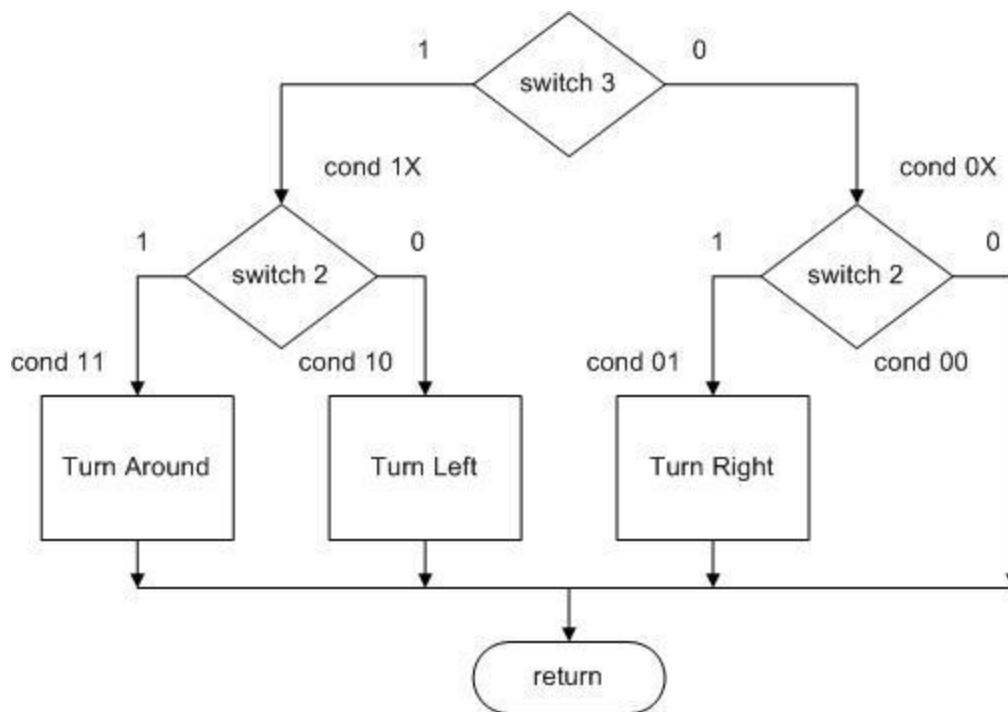 1
0
switch 3
cond 1X
cond 0X
1
0
1
0
switch 2
switch 2
cond 11
cond 10
cond 01
cond 00
Turn Around
Turn Left
Turn Right
return